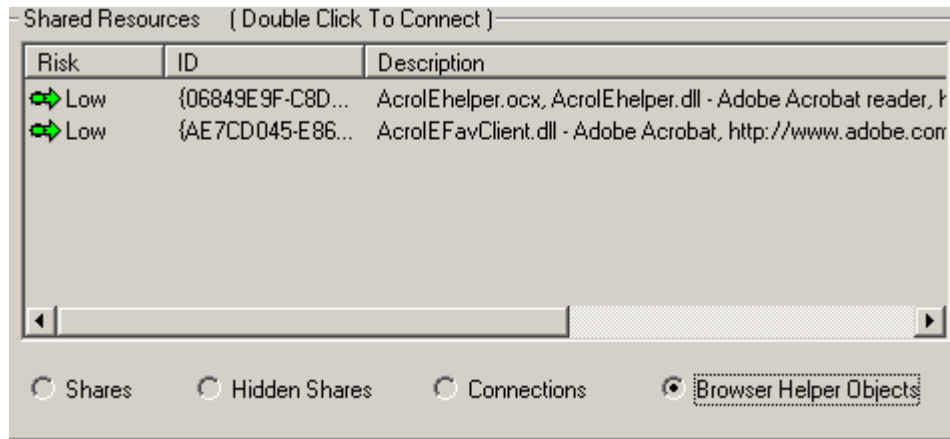 Shared Resources ( Double Click To Connect )
Risk ID Description
Low {06849E9F-C8D... AcroIEhelper.ocx, AcroIEhelper.dll - Adobe Acrobat reader,
Low {AE7CD045-E86... AcroIEFavClient.dll - Adobe Acrobat, http://www.adobe.com
Shares Hidden Shares Connections Browser Helper Objects